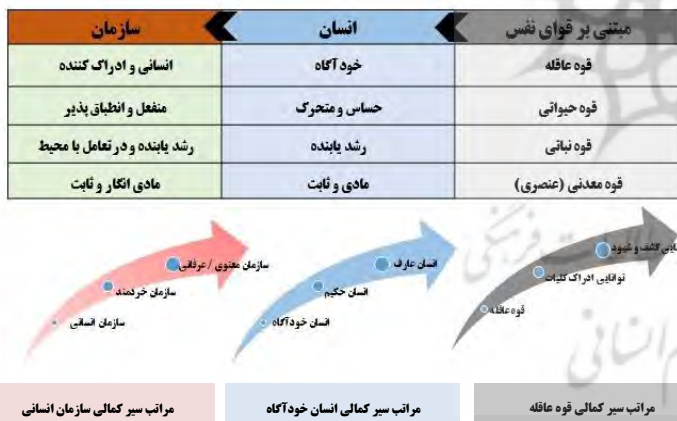 مبتنی بر قوای نفس انسان سازمان
قوه عاقله خودآگاه انسانی و ادراک کننده
قوه حیوانی حساس و متحرک منفعل و انطباق پذیر
قوه نباتی رشد یابنده رشد یابنده و در تعامل با محیط
قوه معدنی (عنصری) مادی و ثابت مادی انگار و ثابت
کشف و شهود
توانایی ادراک کلیات
قوه عاقله
انسان عارف
انسان حکیم
انسان خودآگاه
سازمان معنوی / عرفانی
سازمان خردمند
سازمان انسانی
مراتب سیر کمالی قوه عاقله مراتب سیر کمالی انسان خودآگاه مراتب سیر کمالی سازمان انسانی